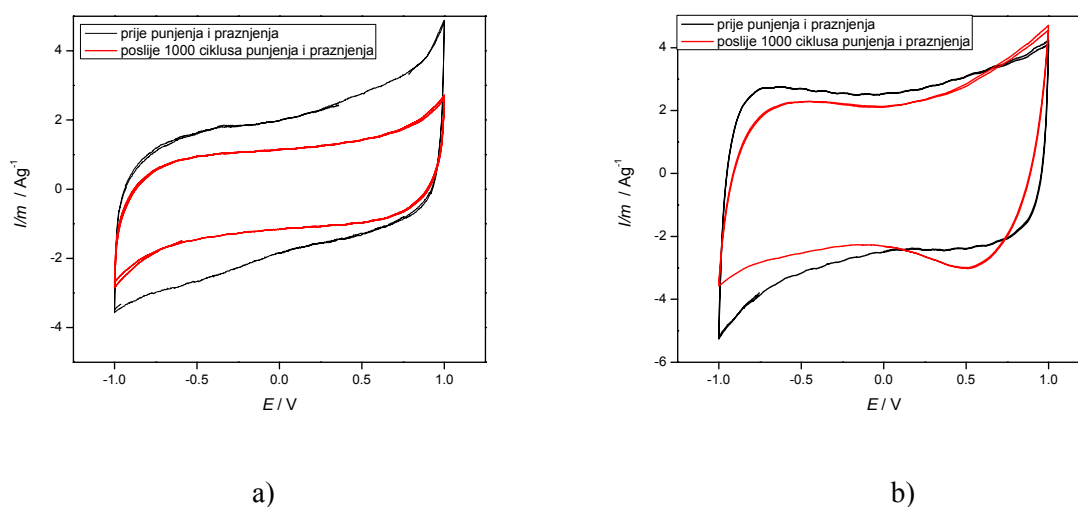 prije punjenja i praznjenja
poslije 1000 ciklusa punjenja i praznjenja
4
2
0
-2
-4
I/m / Ag⁻¹
-1.0 -0.5 0.0 0.5 1.0
E / V
a)
prije punjenja i praznjenja
poslije 1000 ciklusa punjenja i praznjenja
4
2
0
-2
-4
-6
I/m / Ag⁻¹
-1.0 -0.5 0.0 0.5 1.0
E / V
b)